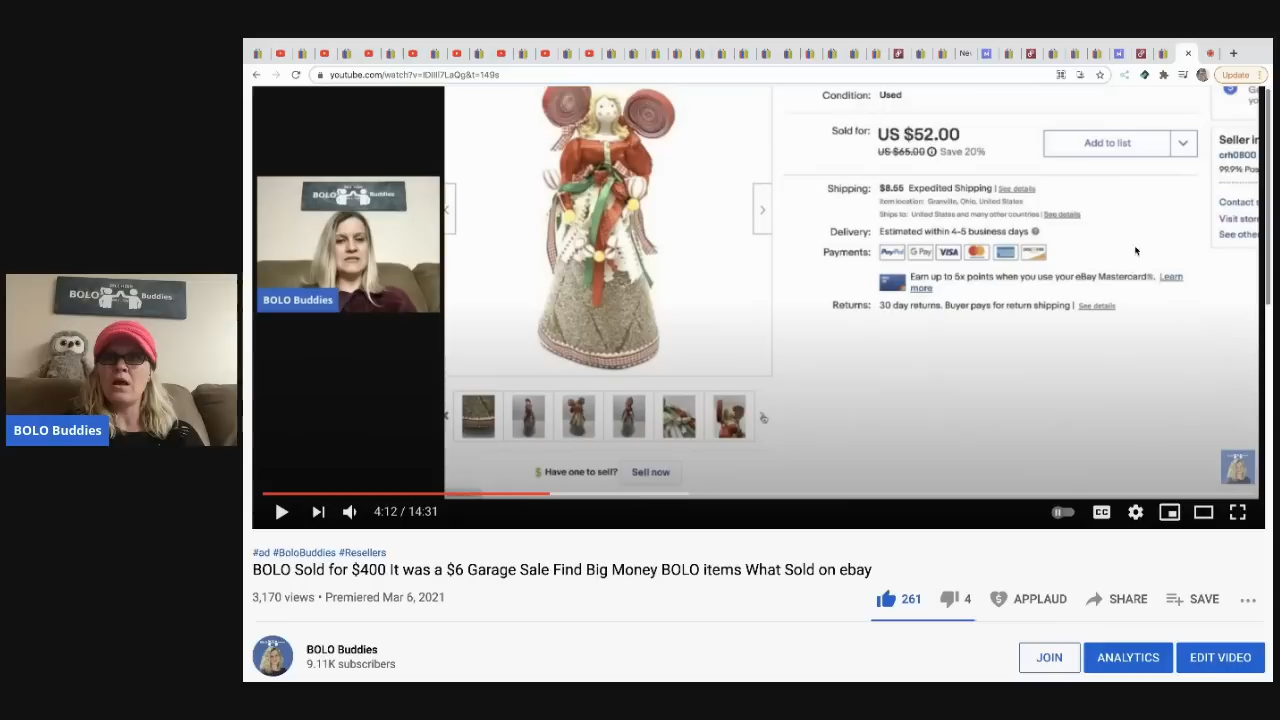 BOLO Buddies
BOLO Buddies
New
youtube.com/watch?v=IDIIlI7LaQg&t=149s
Update
BOLO Buddies
BOLO Buddies
Condition: Used
Sold for: US $52.00
US $65.00 Save 20%
Add to list
Shipping: $8.55 Expedited Shipping | See details
Item location: Granville, Ohio, United States
Ships to: United States and many other countries | See details
Delivery: Estimated within 4-5 business days
Payments: PayPal G Pay VISA
Earn up to 5x points when you use your eBay Mastercard®. Learn
more
Returns: 30 day returns. Buyer pays for return shipping | See details
Seller in
crh0800
99.9% Pos
Contact s
Visit store
See other
Have one to sell? Sell now
4:12 / 14:31
CC
#ad #BoloBuddies #Resellers
BOLO Sold for $400 It was a $6 Garage Sale Find Big Money BOLO items What Sold on ebay
3,170 views • Premiered Mar 6, 2021
261 4 APPLAUD SHARE SAVE
BOLO Buddies
9.11K subscribers
JOIN ANALYTICS EDIT VIDEO